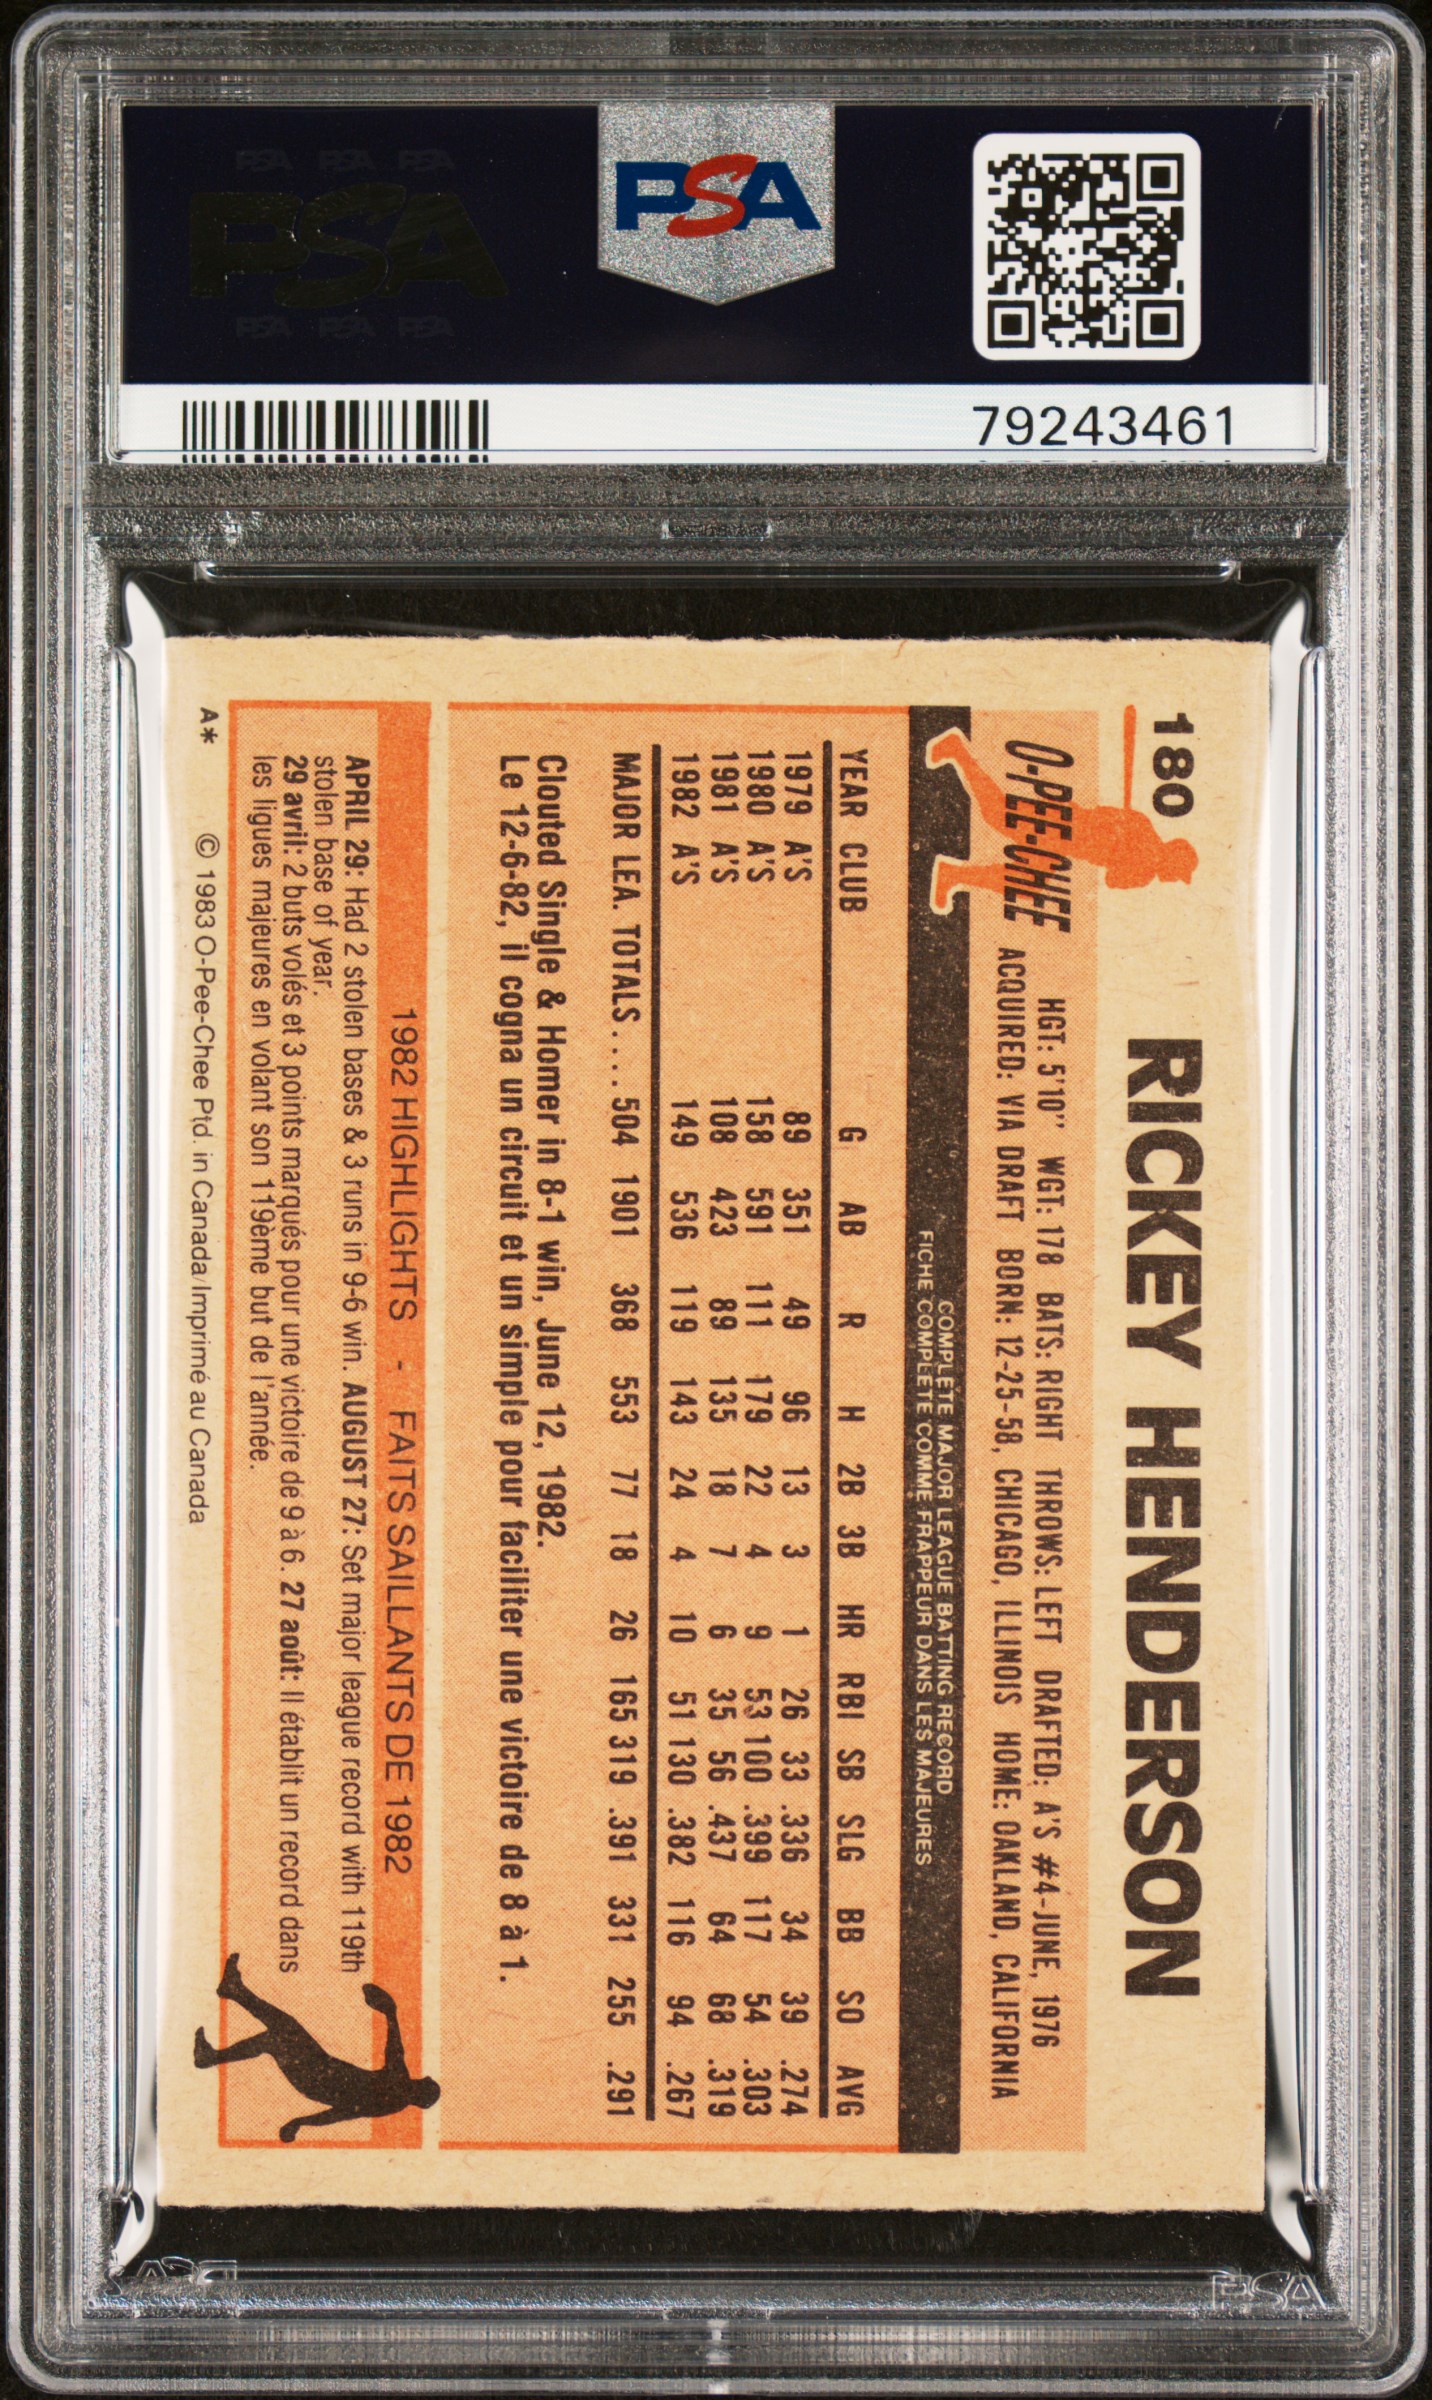 PSA PSA PSA
PSA
PSA PSA PSA
PSA
79243461
180
RICKEY HENDERSON
O-PEE-CHEE
HGT: 5'10" WGT: 178 BATS: RIGHT THROWS: LEFT DRAFTED: A'S #4-JUNE, 1976
ACQUIRED: VIA DRAFT BORN: 12-25-58, CHICAGO, ILLINOIS HOME: OAKLAND, CALIFORNIA
COMPLETE MAJOR LEAGUE BATTING RECORD
FICHE COMPLETE COMME FRAPPEUR DANS LES MAJEURES
YEAR CLUB G AB R H 2B 3B HR RBI SB SLG BB SO AVG
1979 A'S 89 351 49 96 13 3 1 26 33 .336 34 39 .274
1980 A'S 158 591 111 179 22 4 9 53 100 .399 117 54 .303
1981 A'S 108 423 89 135 18 7 6 35 56 .437 64 68 .319
1982 A'S 149 536 119 143 24 4 10 51 130 .382 116 94 .267
MAJOR LEA. TOTALS.... 504 1901 368 553 77 18 26 165 319 .391 331 255 .291
Clouted Single & Homer in 8-1 win, June 12, 1982.
Le 12-6-82, il cogna un circuit et un simple pour faciliter une victoire de 8 à 1.
1982 HIGHLIGHTS - FAITS SAILLANTS DE 1982
APRIL 29: Had 2 stolen bases & 3 runs in 9-6 win. AUGUST 27: Set major league record with 119th
stolen base of year.
29 avril: 2 buts volés et 3 points marqués pour une victoire de 9 à 6. 27 août: Il établit un record dans
les ligues majeures en volant son 119ème but de l'année.
A* © 1983 O-Pee-Chee Ptd. in Canada/Imprimé au Canada
PSA
PSA